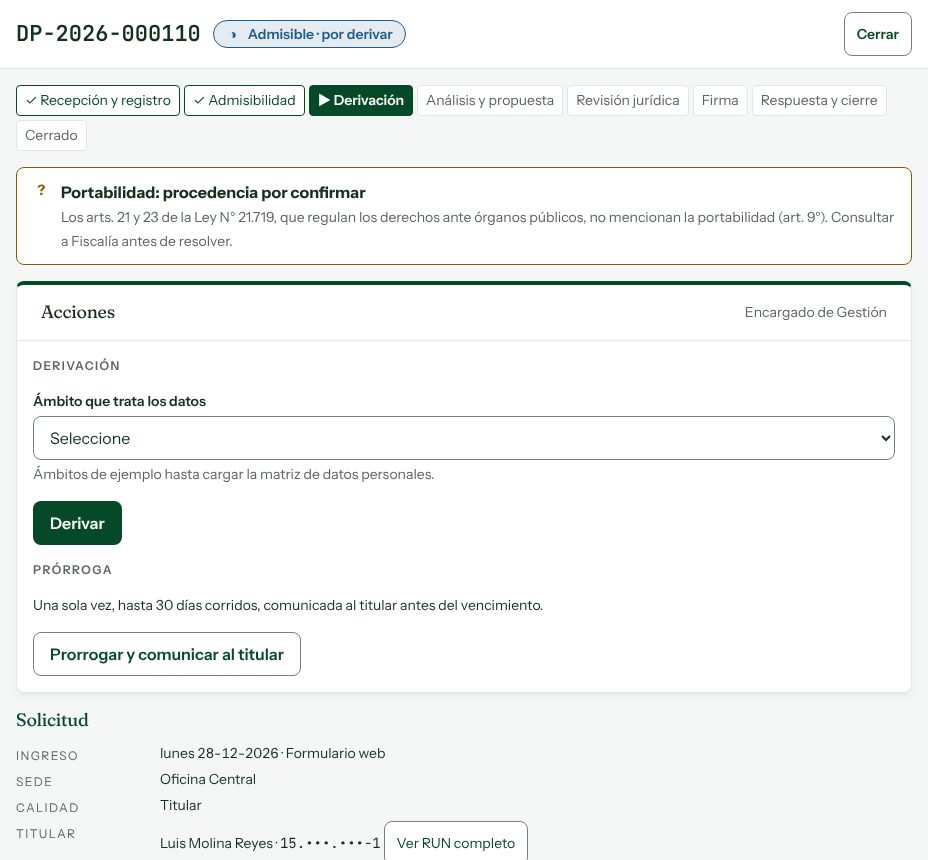 DP-2026-000110
Admisible · por derivar
Cerrar
✓ Recepción y registro
✓ Admisibilidad
▶ Derivación
Análisis y propuesta
Revisión jurídica
Firma
Respuesta y cierre
Cerrado
? Portabilidad: procedencia por confirmar
Los arts. 21 y 23 de la Ley N° 21.719, que regulan los derechos ante órganos públicos, no mencionan la portabilidad (art. 9°). Consultar
a Fiscalía antes de resolver.
Acciones
Encargado de Gestión
DERIVACIÓN
Ámbito que trata los datos
Seleccione
Ámbitos de ejemplo hasta cargar la matriz de datos personales.
Derivar
PRÓRROGA
Una sola vez, hasta 30 días corridos, comunicada al titular antes del vencimiento.
Prorrogar y comunicar al titular
Solicitud
INGRESO lunes 28-12-2026 · Formulario web
SEDE Oficina Central
CALIDAD Titular
TITULAR Luis Molina Reyes · 15.•••.•••-1 Ver RUN completo